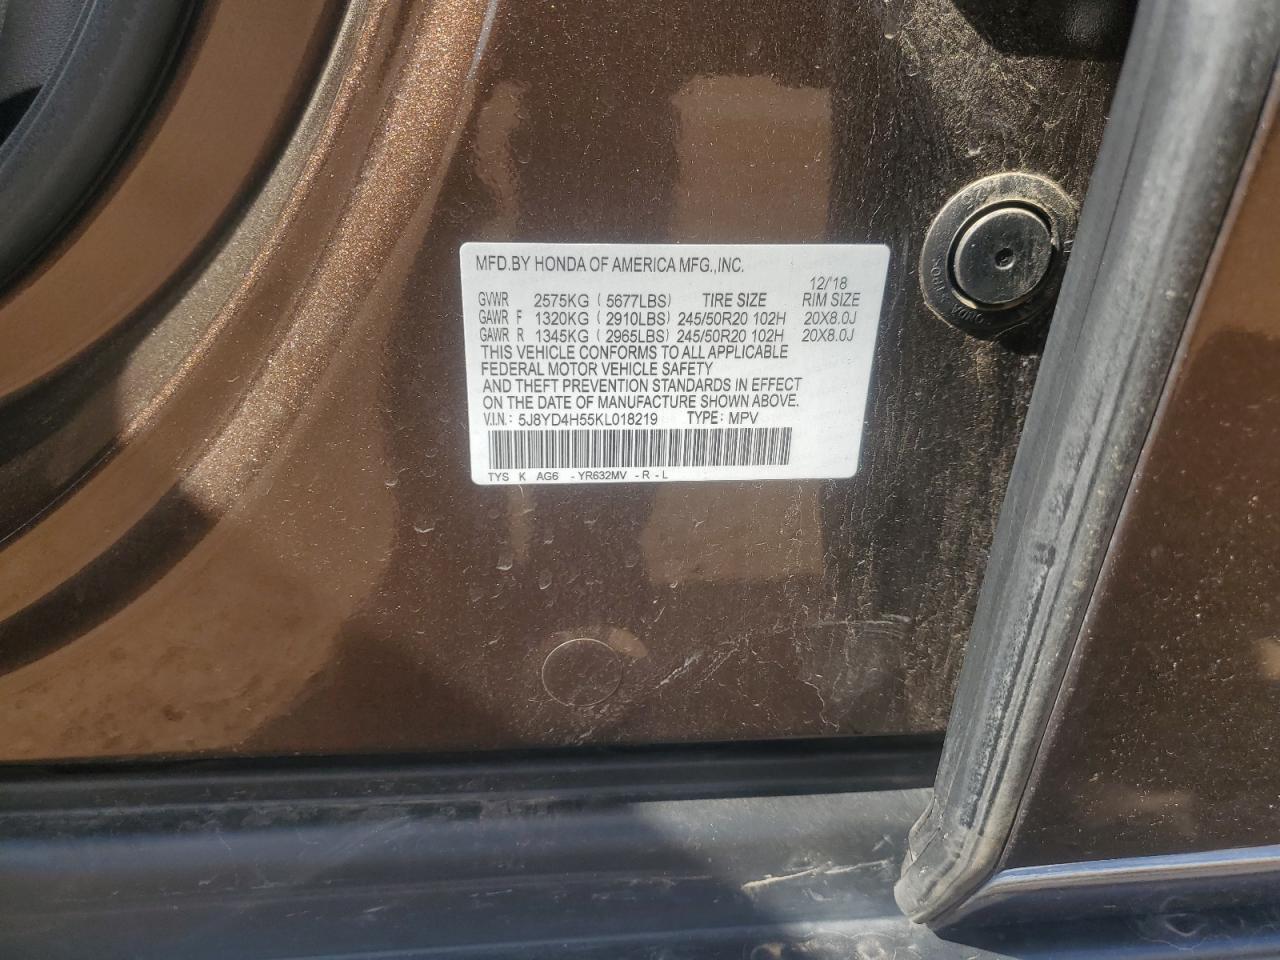 MFD.BY HONDA OF AMERICA MFG.,INC.
12/'18
GVWR 2575KG (5677LBS) TIRE SIZE RIM SIZE
GAWR F 1320KG (2910LBS) 245/50R20 102H 20X8.0J
GAWR R 1345KG (2965LBS) 245/50R20 102H 20X8.0J
THIS VEHICLE CONFORMS TO ALL APPLICABLE
FEDERAL MOTOR VEHICLE SAFETY
AND THEFT PREVENTION STANDARDS IN EFFECT
ON THE DATE OF MANUFACTURE SHOWN ABOVE.
V.I.N.: 5J8YD4H55KL018219 TYPE: MPV
TYS K AG6 -YR632MV -R-L